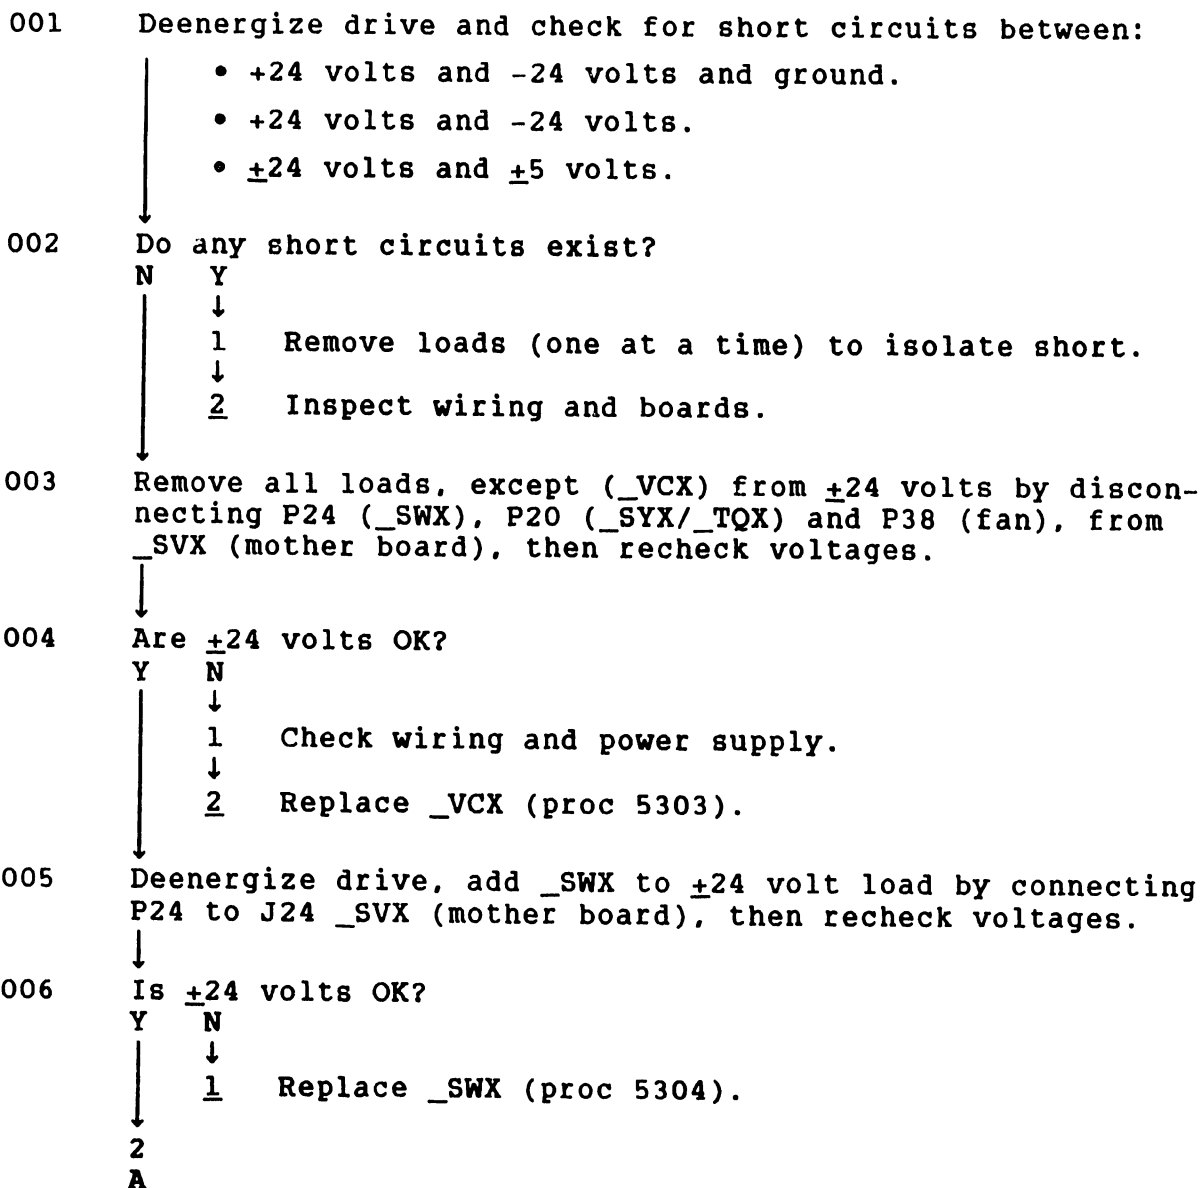 001 Deenergize drive and check for short circuits between:
• +24 volts and -24 volts and ground.
• +24 volts and -24 volts.
• ±24 volts and ±5 volts.
002 Do any short circuits exist?
N Y
1 Remove loads (one at a time) to isolate short.
2 Inspect wiring and boards.
003 Remove all loads, except (_VCX) from ±24 volts by discon-
necting P24 (_SWX), P20 (_SYX/_TQX) and P38 (fan), from
_SVX (mother board), then recheck voltages.
004 Are ±24 volts OK?
Y N
1 Check wiring and power supply.
2 Replace _VCX (proc 5303).
005 Deenergize drive, add _SWX to ±24 volt load by connecting
P24 to J24 _SVX (mother board), then recheck voltages.
006 Is ±24 volts OK?
Y N
1 Replace _SWX (proc 5304).
2
A